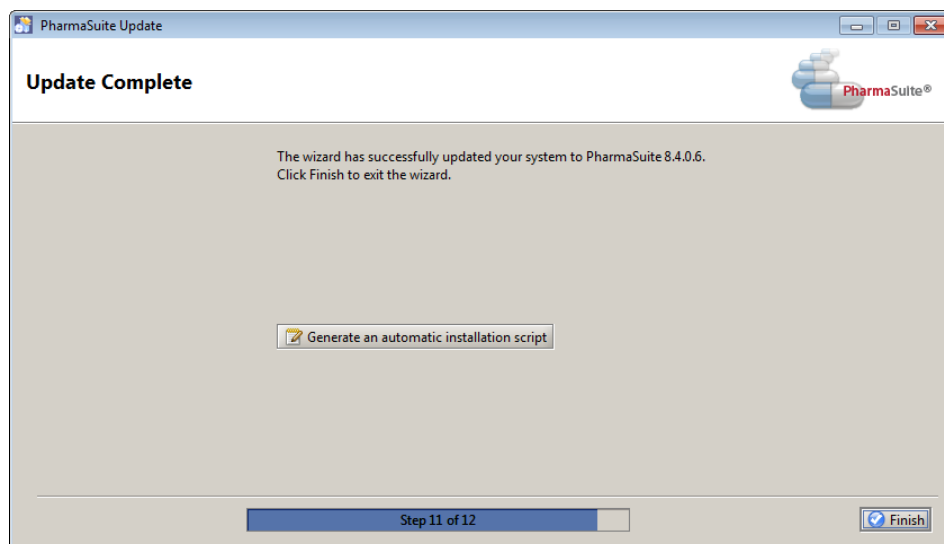 PharmaSuite Update
Update Complete
PharmaSuite®
The wizard has successfully updated your system to PharmaSuite 8.4.0.6.
Click Finish to exit the wizard.
Generate an automatic installation script
Step 11 of 12
Finish